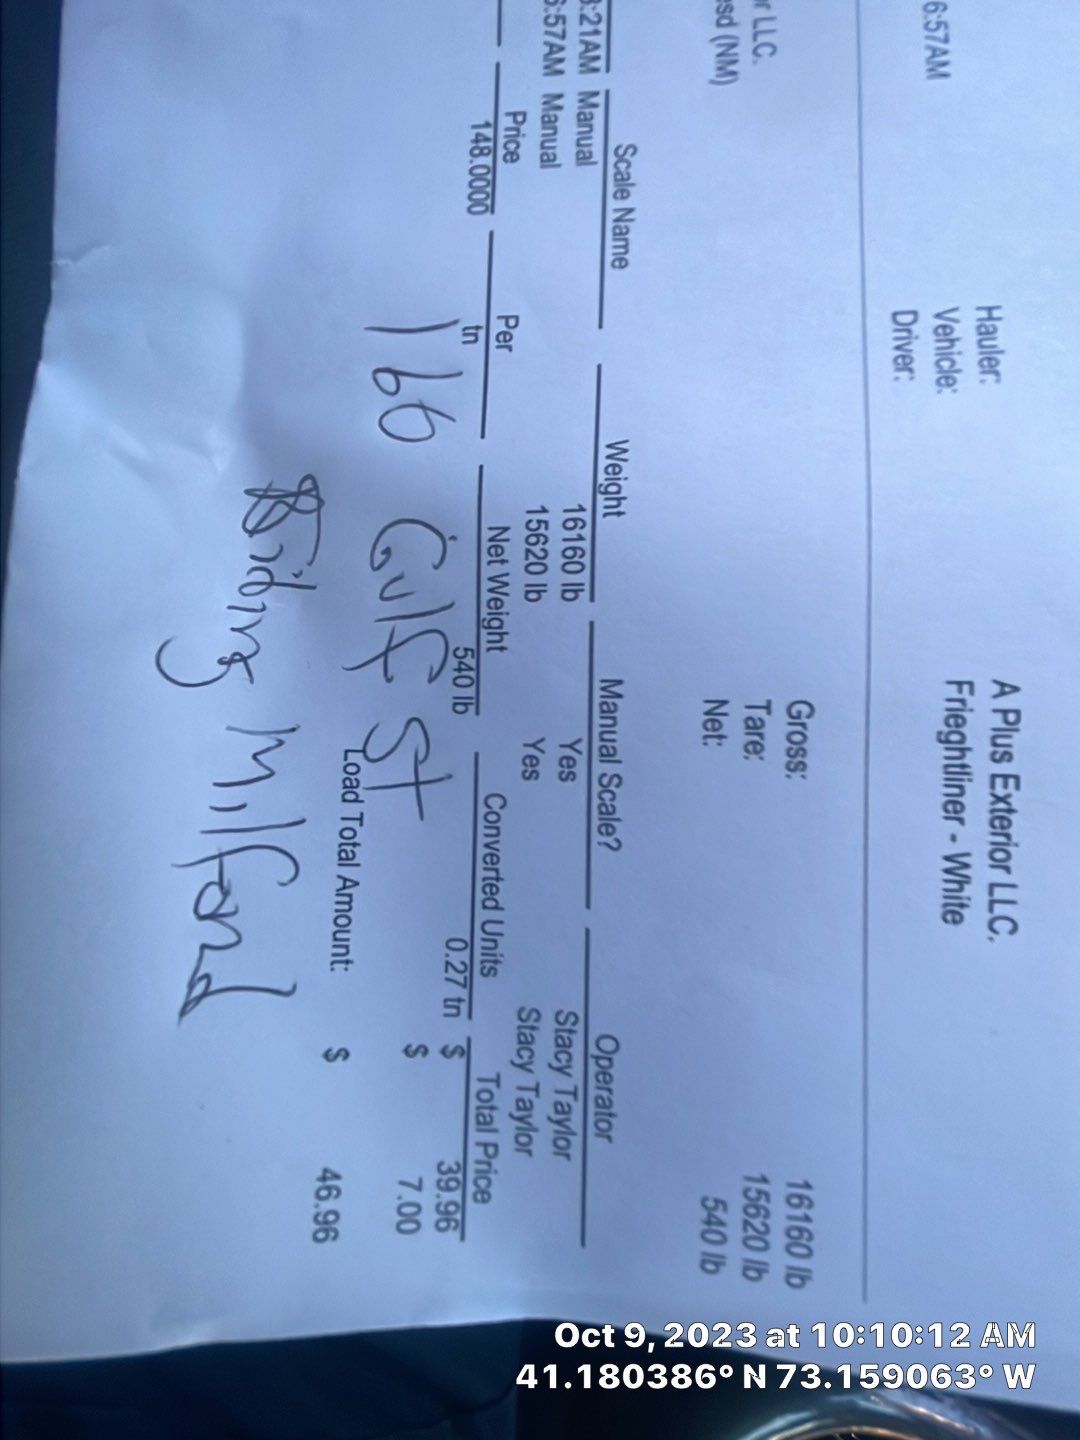 6:57AM
Hauler: A Plus Exterior LLC.
Vehicle: Frieghtliner - White
Driver:
r LLC. Gross: 16160 lb
sd (NM) Tare: 15620 lb
Net: 540 lb
Scale Name Weight Manual Scale? Operator
:21AM Manual 16160 lb Yes Stacy Taylor
6:57AM Manual 15620 lb Yes Stacy Taylor
Price Per Net Weight Converted Units Total Price
148.0000 tn 540 lb 0.27 tn $ 39.96
$ 7.00
166 Gulf St
Load Total Amount: $ 46.96
Siding Milford
Oct 9, 2023 at 10:10:12 AM
41.180386° N 73.159063° W